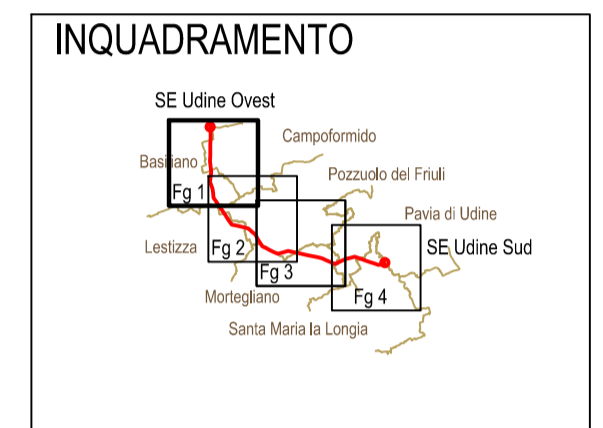 INQUADRAMENTO
SE Udine Ovest
Campoformido
Basiliano
Pozzuolo del Friuli
Fg 1
Pavia di Udine
Lestizza
Fg 2
SE Udine Sud
Fg 3
Mortegliano
Fg 4
Santa Maria la Longia